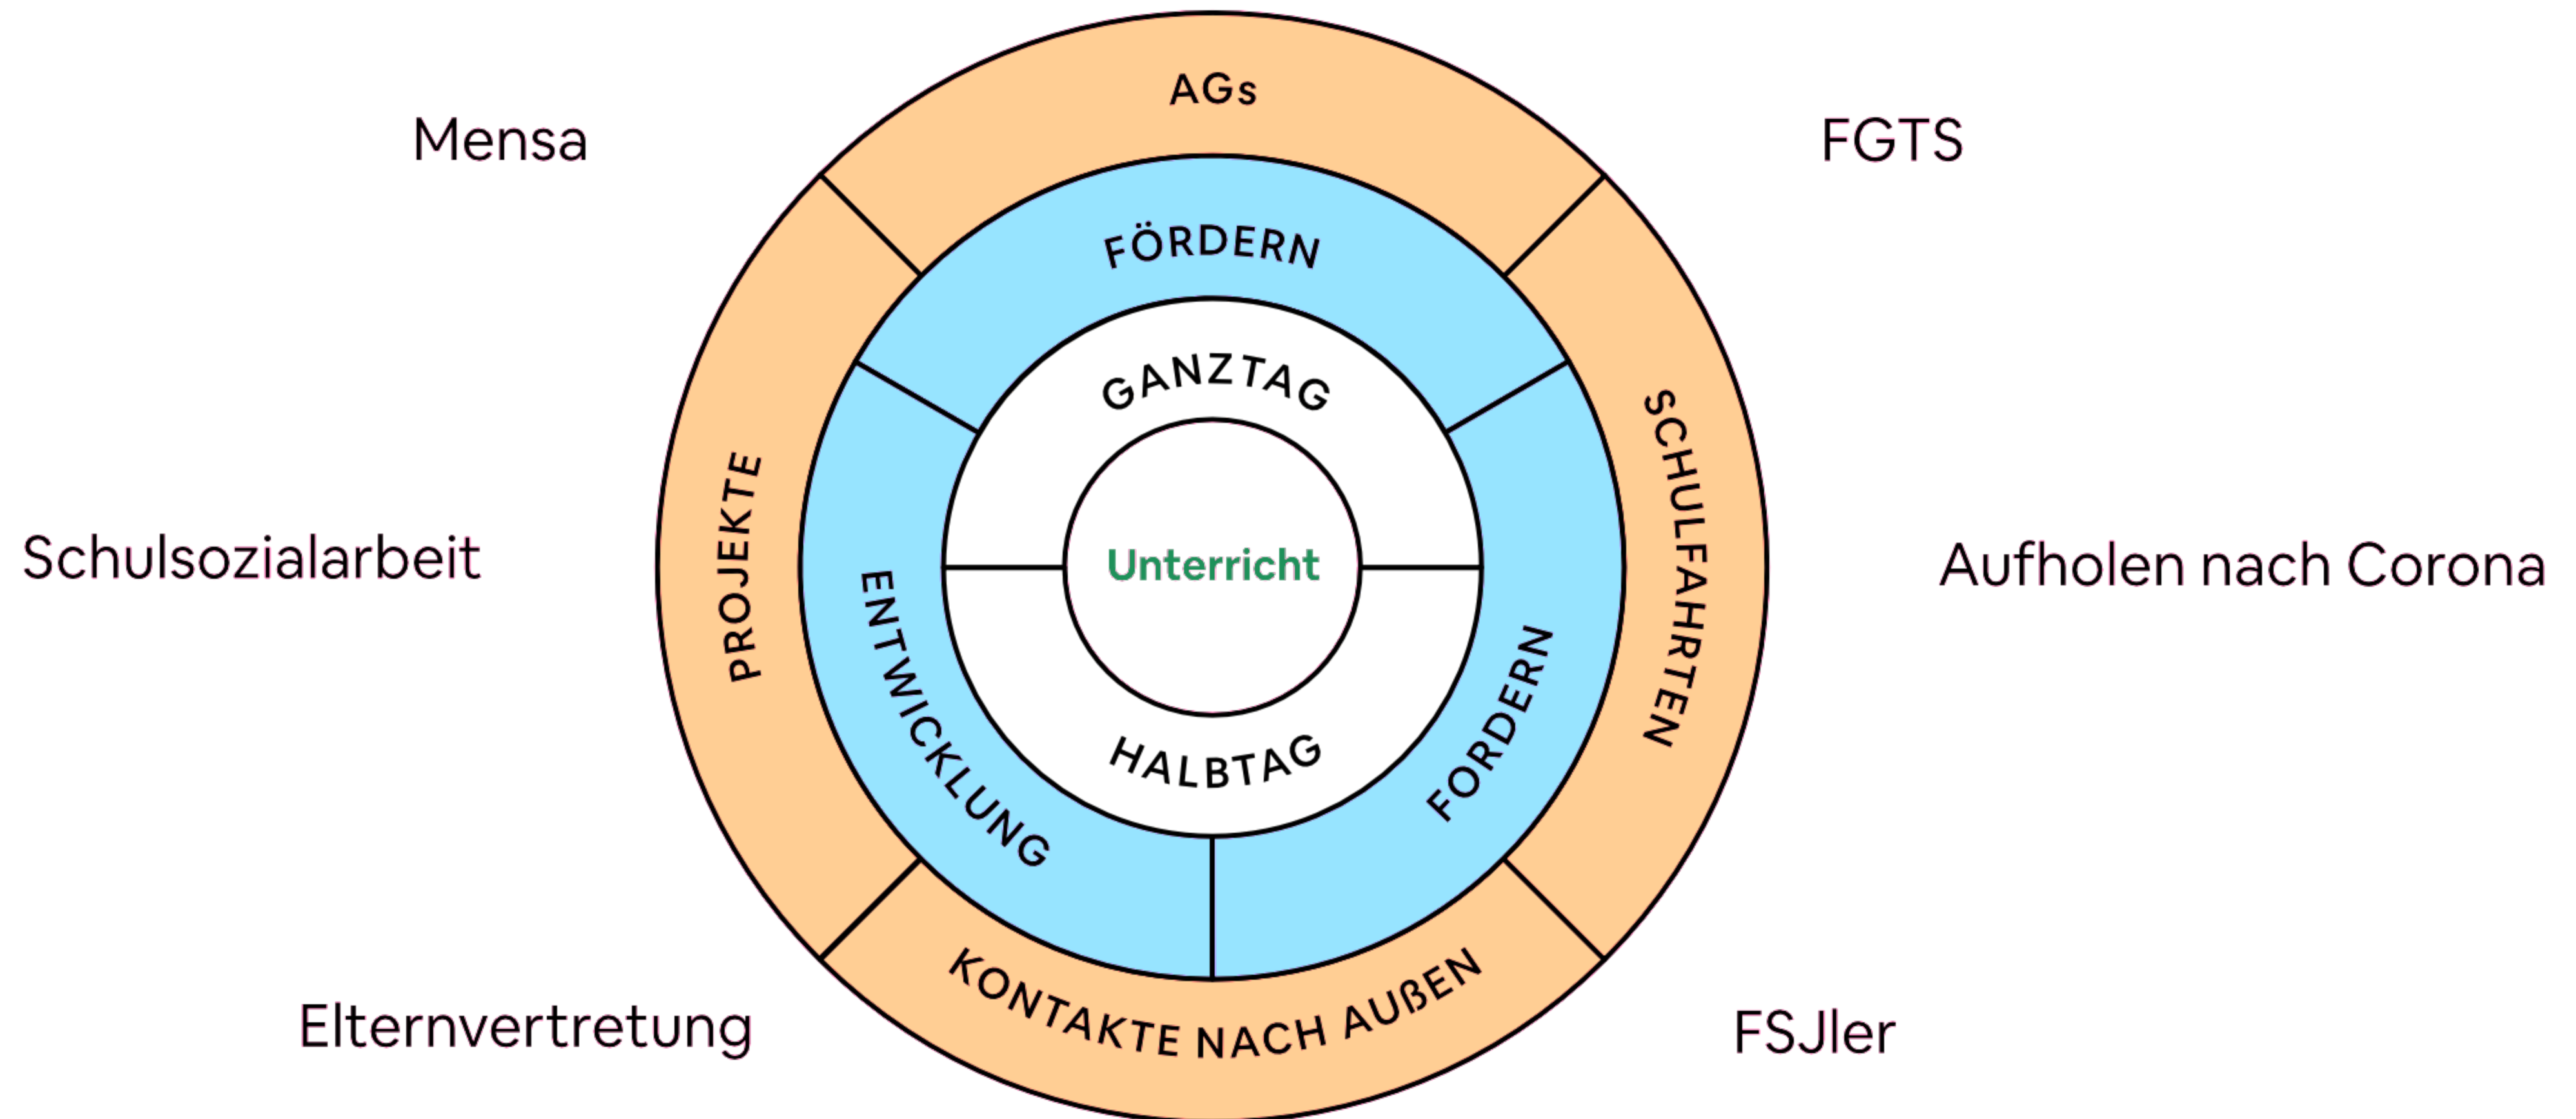 AGs
Mensa
FGTS
FÖRDERN
GANZTAG
SCHULFAHRTEN
PROJEKTE
Schulsozialarbeit
Unterricht
Aufholen nach Corona
ENTWICKLUNG
FORDERN
HALBTAG
KONTAKTE NACH AUßEN
Elternvertretung
FSJler